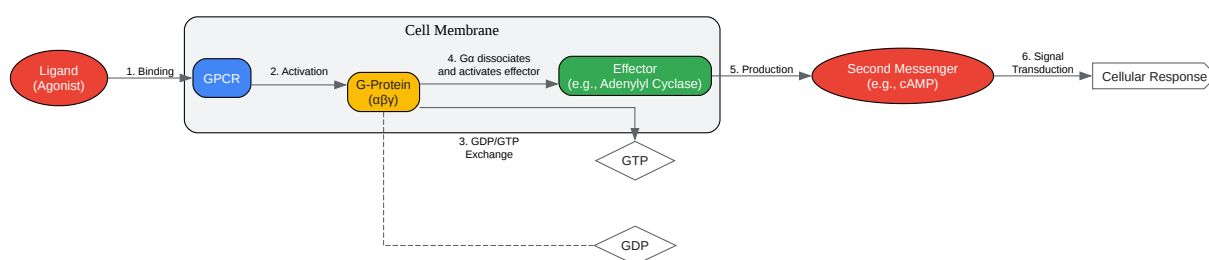 Cell Membrane
Ligand
(Agonist)
1. Binding
GPCR
2. Activation
G-Protein
(αβγ)
4. Gα dissociates
and activates effector
Effector
(e.g., Adenylyl Cyclase)
5. Production
Second Messenger
(e.g., cAMP)
6. Signal
Transduction
Cellular Response
3. GDP/GTP
Exchange
GTP
GDP